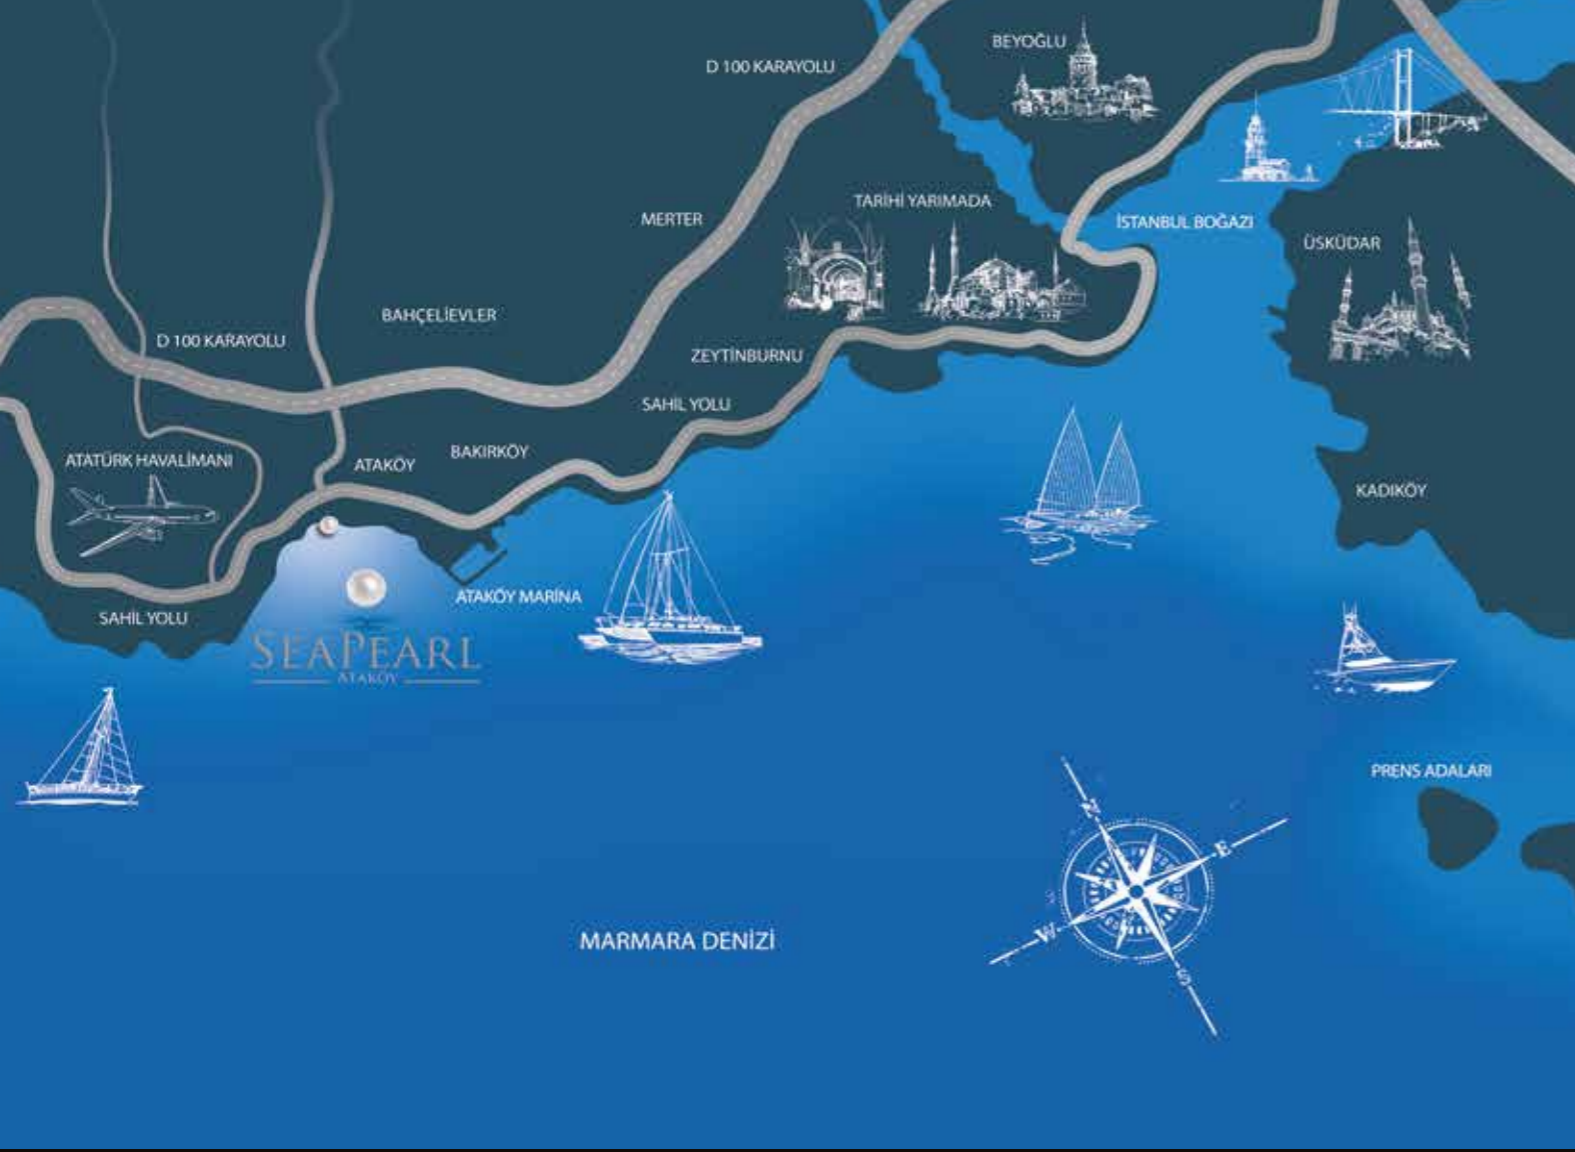 BEYOĞLU
D 100 KARAYOLU
TARİHİ YARIMADA
MERTER
İSTANBUL BOĞAZI
ÜSKÜDAR
BAHÇELİEVLER
D 100 KARAYOLU
ZEYTİNBURNU
SAHİL YOLU
BAKIRKÖY
ATAKÖY
ATATÜRK HAVALİMANI
KADIKÖY
ATAKÖY MARİNA
SAHİL YOLU
SEAPEARL
ATAKÖY
PRENS ADALARI
N
E
W
S
MARMARA DENİZİ